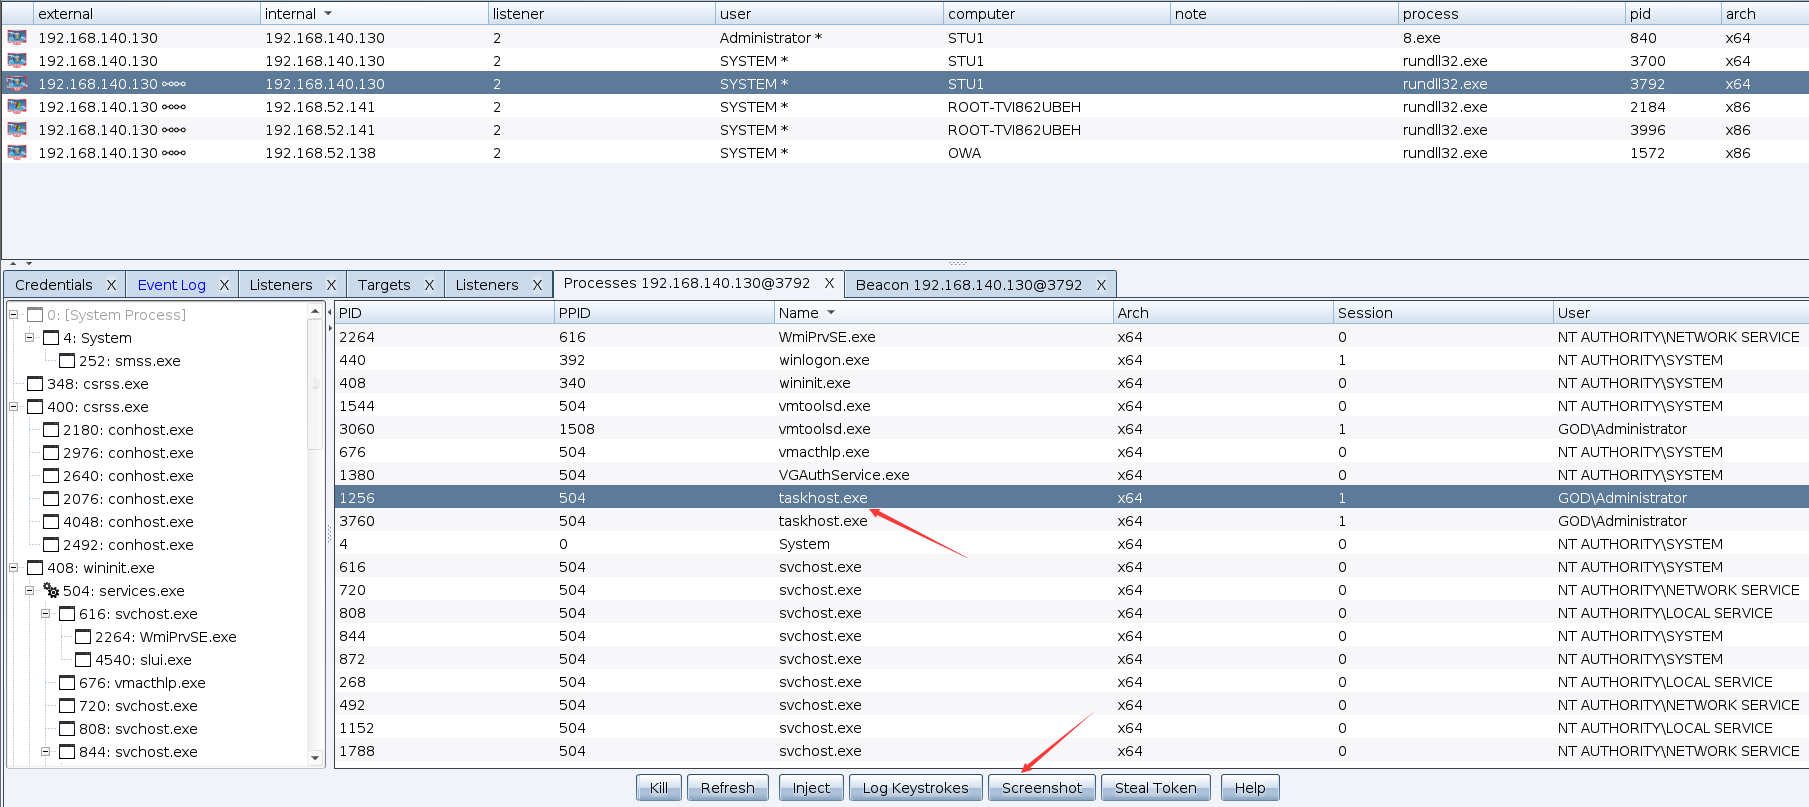 external internal listener user computer note process pid arch
192.168.140.130 192.168.140.130 2 Administrator * STU1 8.exe 840 x64
192.168.140.130 192.168.140.130 2 SYSTEM * STU1 rundll32.exe 3700 x64
192.168.140.130 192.168.140.130 2 SYSTEM * STU1 rundll32.exe 3792 x64
192.168.140.130 192.168.52.141 2 SYSTEM * ROOT-TVI862UBEH rundll32.exe 2184 x86
192.168.140.130 192.168.52.141 2 SYSTEM * ROOT-TVI862UBEH rundll32.exe 3996 x86
192.168.140.130 192.168.52.138 2 SYSTEM * OWA rundll32.exe 1572 x86
Credentials X Event Log X Listeners X Targets X Listeners X Processes 192.168.140.130@3792 X Beacon 192.168.140.130@3792 X
0: [System Process]
4: System
252: smss.exe
348: csrss.exe
400: csrss.exe
2180: conhost.exe
2976: conhost.exe
2640: conhost.exe
2076: conhost.exe
4048: conhost.exe
2492: conhost.exe
408: wininit.exe
504: services.exe
616: svchost.exe
2264: WmiPrvSE.exe
4540: slui.exe
676: vmacthlp.exe
720: svchost.exe
808: svchost.exe
844: svchost.exe
PID PPID Name Arch Session User
2264 616 WmiPrvSE.exe x64 0 NT AUTHORITY\NETWORK SERVICE
440 392 winlogon.exe x64 1 NT AUTHORITY\SYSTEM
408 340 wininit.exe x64 0 NT AUTHORITY\SYSTEM
1544 504 vmtoolsd.exe x64 0 NT AUTHORITY\SYSTEM
3060 1508 vmtoolsd.exe x64 1 GOD\Administrator
676 504 vmacthlp.exe x64 0 NT AUTHORITY\SYSTEM
1380 504 VGAuthService.exe x64 0 NT AUTHORITY\SYSTEM
1256 504 taskhost.exe x64 1 GOD\Administrator
3760 504 taskhost.exe x64 1 GOD\Administrator
4 0 System x64 0 NT AUTHORITY\SYSTEM
616 504 svchost.exe x64 0 NT AUTHORITY\SYSTEM
720 504 svchost.exe x64 0 NT AUTHORITY\NETWORK SERVICE
808 504 svchost.exe x64 0 NT AUTHORITY\LOCAL SERVICE
844 504 svchost.exe x64 0 NT AUTHORITY\SYSTEM
872 504 svchost.exe x64 0 NT AUTHORITY\SYSTEM
268 504 svchost.exe x64 0 NT AUTHORITY\LOCAL SERVICE
492 504 svchost.exe x64 0 NT AUTHORITY\NETWORK SERVICE
1152 504 svchost.exe x64 0 NT AUTHORITY\LOCAL SERVICE
1788 504 svchost.exe x64 0 NT AUTHORITY\NETWORK SERVICE
Kill Refresh Inject Log Keystrokes Screenshot Steal Token Help